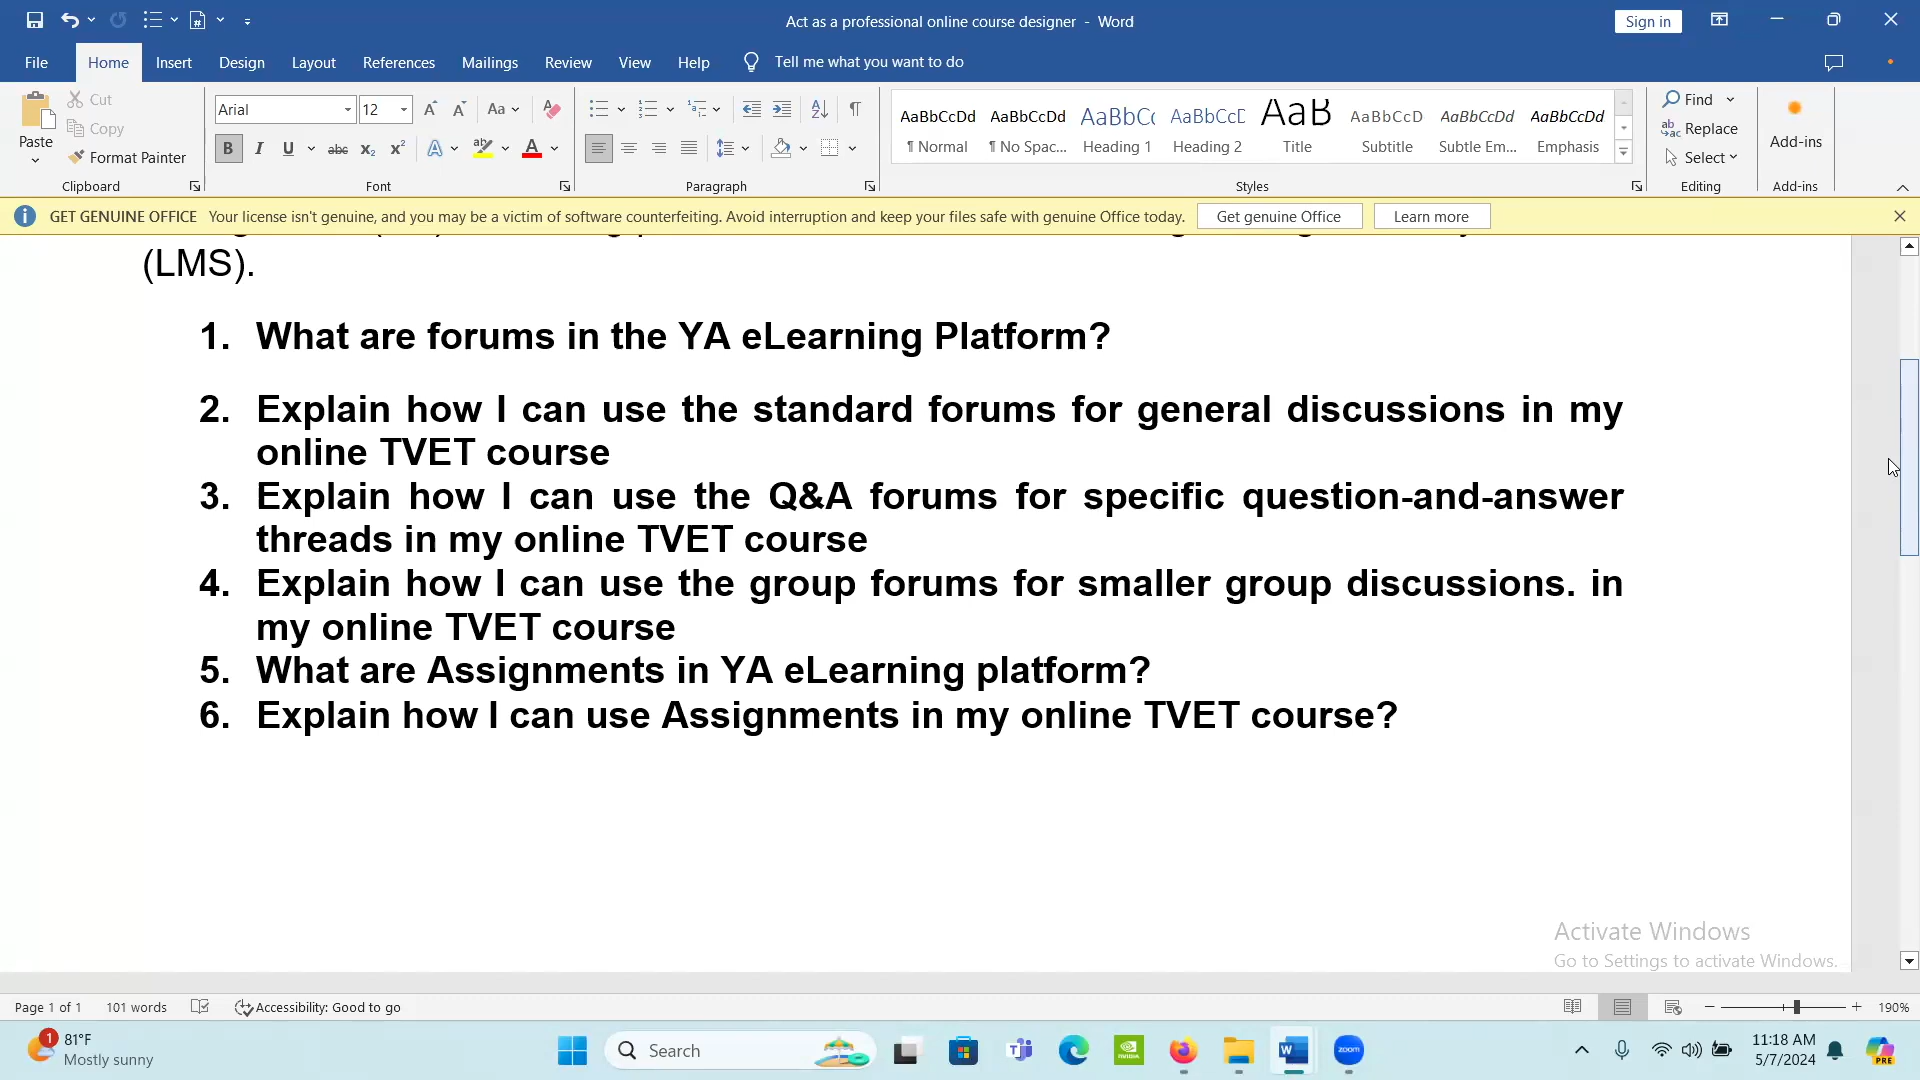 Act as a professional online course designer - Word
Sign in
File Home Insert Design Layout References Mailings Review View Help Tell me what you want to do
Paste
Cut
Copy
Format Painter
Clipboard
Arial 12
Font
Paragraph
AaBbCcDd AaBbCcDd AaBbCc AaBbCcC AaB AaBbCcD AaBbCcDd AaBbCcDd
¶ Normal ¶ No Spac... Heading 1 Heading 2 Title Subtitle Subtle Em... Emphasis
Styles
Find
Replace
Select
Editing
Add-ins
Add-ins
GET GENUINE OFFICE Your license isn't genuine, and you may be a victim of software counterfeiting. Avoid interruption and keep your files safe with genuine Office today. Get genuine Office Learn more
(LMS).
1. What are forums in the YA eLearning Platform?
2. Explain how I can use the standard forums for general discussions in my
online TVET course
3. Explain how I can use the Q&A forums for specific question-and-answer
threads in my online TVET course
4. Explain how I can use the group forums for smaller group discussions. in
my online TVET course
5. What are Assignments in YA eLearning platform?
6. Explain how I can use Assignments in my online TVET course?
Activate Windows
Go to Settings to activate Windows.
Page 1 of 1 101 words Accessibility: Good to go 190%
1 81°F
Mostly sunny
Search
zoom
11:18 AM
5/7/2024
PRE